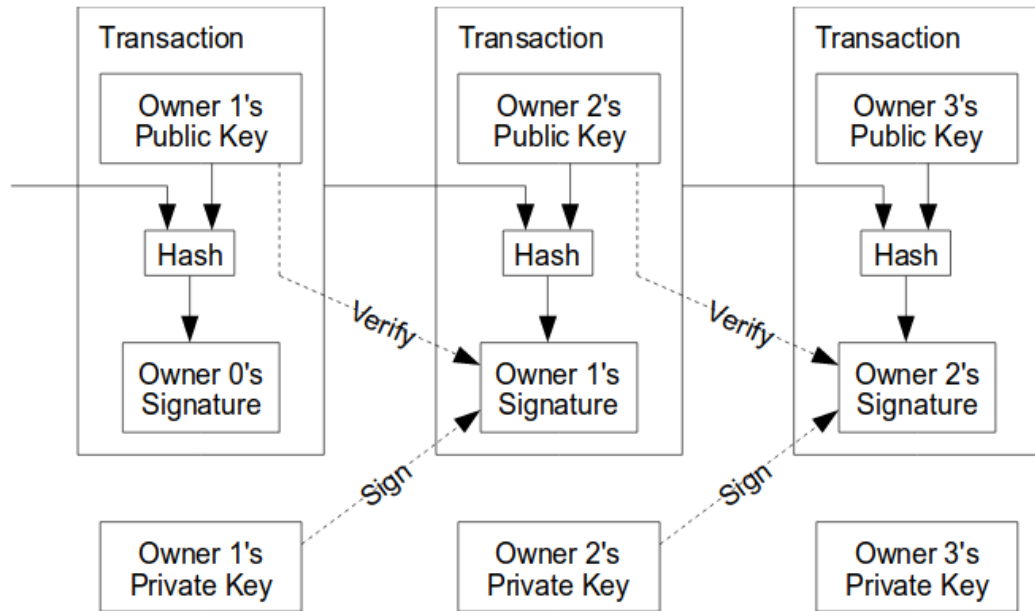 Transaction
Transaction
Transaction
Owner 1's
Public Key
Owner 2's
Public Key
Owner 3's
Public Key
Hash
Hash
Hash
Verify
Verify
Owner 0's
Signature
Owner 1's
Signature
Owner 2's
Signature
Sign
Sign
Owner 1's
Private Key
Owner 2's
Private Key
Owner 3's
Private Key